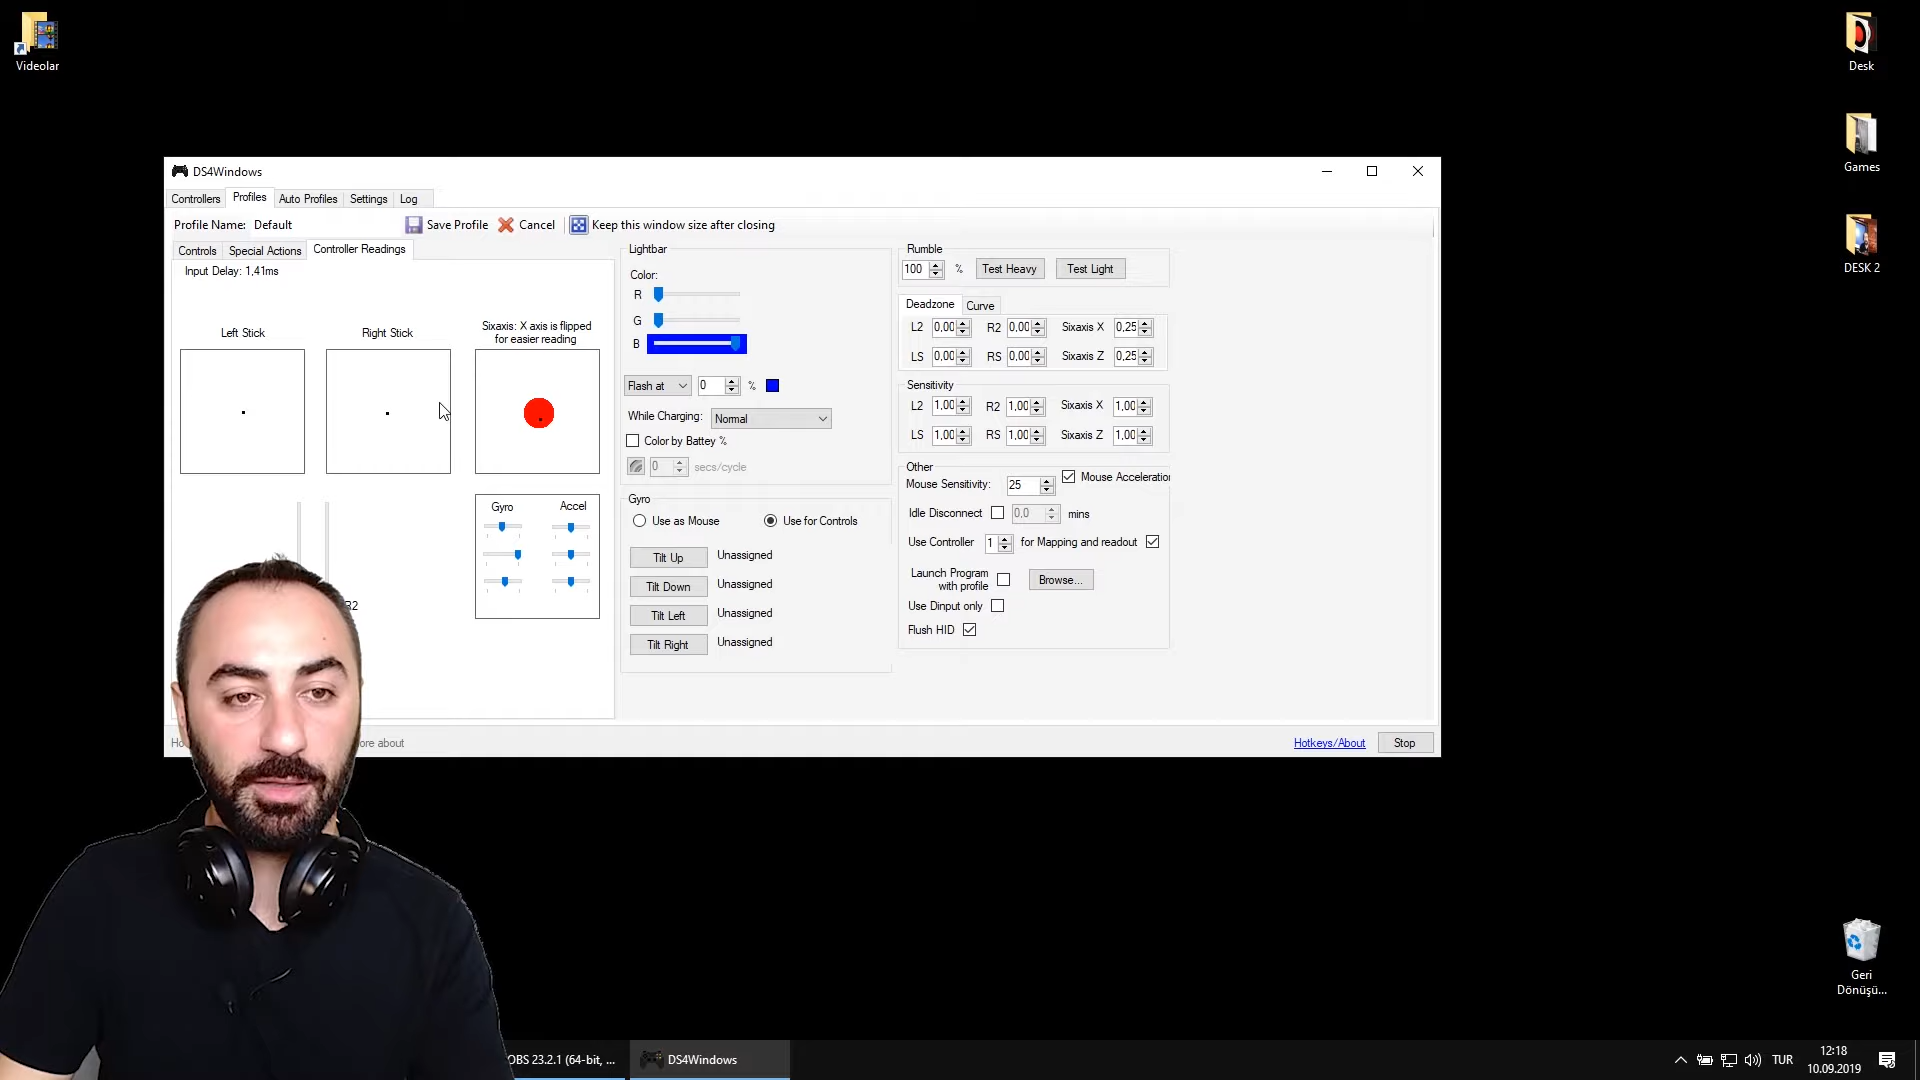 Videolar
Desk
Games
DESK 2
DS4Windows
Controllers Profiles Auto Profiles Settings Log
Profile Name: Default Save Profile Cancel Keep this window size after closing
Controls Special Actions Controller Readings
Input Delay: 1,41ms
Left Stick
Right Stick
Sixaxis: X axis is flipped
for easier reading
Gyro Accel
R2
Lightbar
Color:
R
G
B
Flash at 0 %
While Charging: Normal
Color by Battey %
0 secs/cycle
Gyro
Use as Mouse Use for Controls
Tilt Up Unassigned
Tilt Down Unassigned
Tilt Left Unassigned
Tilt Right Unassigned
Rumble
100 % Test Heavy Test Light
Deadzone Curve
L2 0,00 R2 0,00 Sixaxis X 0,25
LS 0,00 RS 0,00 Sixaxis Z 0,25
Sensitivity
L2 1,00 R2 1,00 Sixaxis X 1,00
LS 1,00 RS 1,00 Sixaxis Z 1,00
Other
Mouse Sensitivity: 25 Mouse Acceleration
Idle Disconnect 0,0 mins
Use Controller 1 for Mapping and readout
Launch Program
with profile Browse...
Use Dinput only
Flush HID
Ho
ore about
Hotkeys/About Stop
Geri
Dönüşü...
OBS 23.2.1 (64-bit, ...
DS4Windows
TUR
12:18
10.09.2019